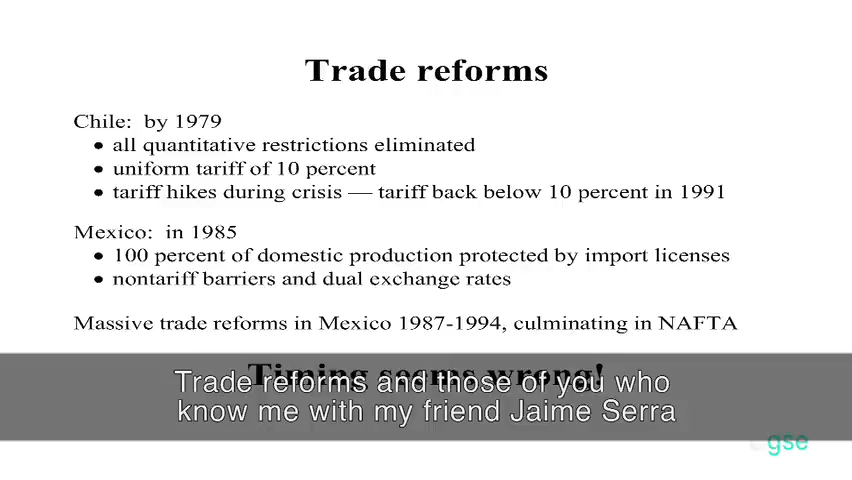 Trade reforms
Chile: by 1979
• all quantitative restrictions eliminated
• uniform tariff of 10 percent
• tariff hikes during crisis — tariff back below 10 percent in 1991
Mexico: in 1985
• 100 percent of domestic production protected by import licenses
• nontariff barriers and dual exchange rates
Massive trade reforms in Mexico 1987-1994, culminating in NAFTA
Timing seems wrong!
Trade reforms and those of you who
know me with my friend Jaime Serra
gse